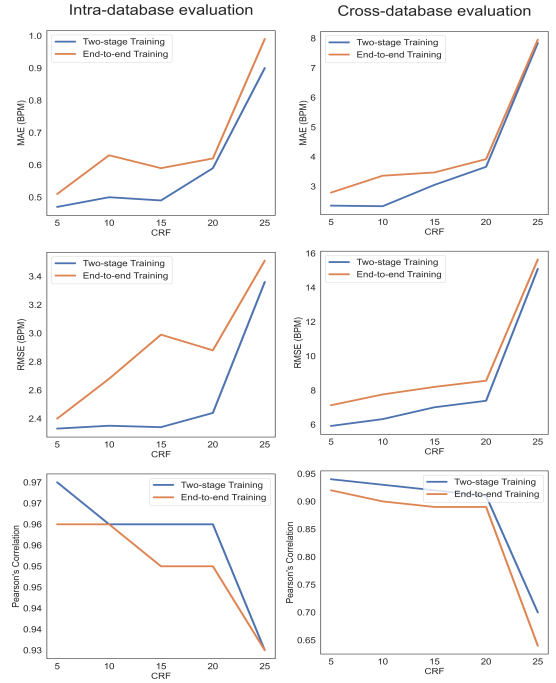 Intra-database evaluation
Cross-database evaluation
1.0
0.9
0.8
0.7
0.6
0.5
MAE (BPM)
Two-stage Training
End-to-end Training
5 10 15 20 25
CRF
8
7
6
5
4
3
MAE (BPM)
Two-stage Training
End-to-end Training
5 10 15 20 25
CRF
3.4
3.2
3.0
2.8
2.6
2.4
RMSE (BPM)
Two-stage Training
End-to-end Training
5 10 15 20 25
CRF
16
14
12
10
8
6
RMSE (BPM)
Two-stage Training
End-to-end Training
5 10 15 20 25
CRF
0.97
0.97
0.96
0.96
0.95
0.94
0.94
0.93
0.93
Pearson's Correlation
Two-stage Training
End-to-end Training
5 10 15 20 25
CRF
0.95
0.90
0.85
0.80
0.75
0.70
0.65
Pearson's Correlation
Two-stage Training
End-to-end Training
5 10 15 20 25
CRF